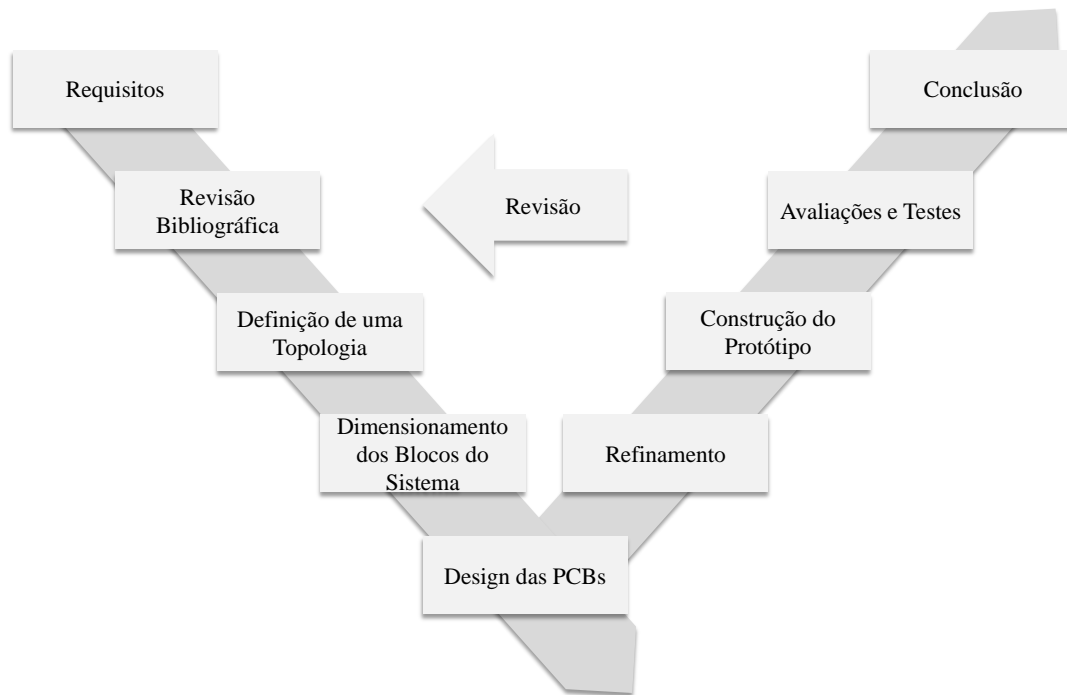 Requisitos
Revisão
Bibliográfica
Definição de uma
Topologia
Dimensionamento
dos Blocos do
Sistema
Design das PCBs
Refinamento
Construção do
Protótipo
Avaliações e Testes
Conclusão
Revisão